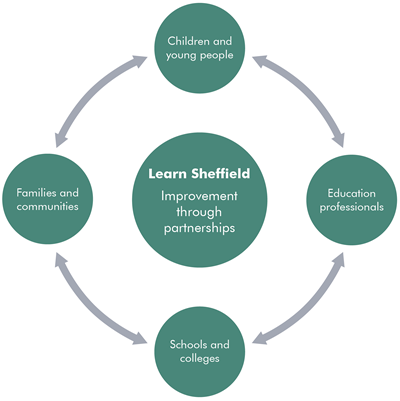 Children and
young people
Learn Sheffield
Improvement
through
partnerships
Families and
communities
Education
professionals
Schools and
colleges